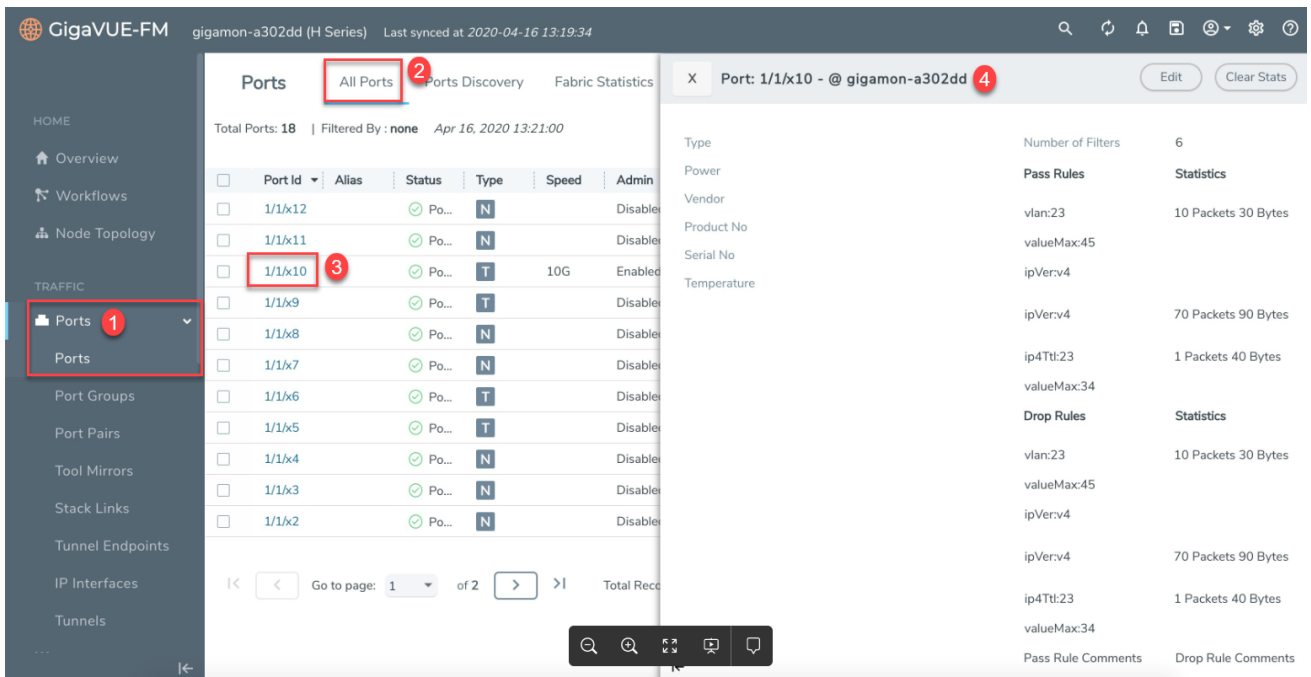 GigaVUE-FM gigamon-a302dd (H Series) Last synced at 2020-04-16 13:19:34
HOME
Overview
Workflows
Node Topology
TRAFFIC
Ports 1
Ports
Port Groups
Port Pairs
Tool Mirrors
Stack Links
Tunnel Endpoints
IP Interfaces
Tunnels
...
Ports All Ports 2 Ports Discovery Fabric Statistics
Total Ports: 18 | Filtered By : none Apr 16, 2020 13:21:00
Port Id Alias Status Type Speed Admin
1/1/x12 Po... N Disable
1/1/x11 Po... N Disable
1/1/x10 3 Po... T 10G Enabled
1/1/x9 Po... T Disable
1/1/x8 Po... N Disable
1/1/x7 Po... N Disable
1/1/x6 Po... T Disable
1/1/x5 Po... T Disable
1/1/x4 Po... N Disable
1/1/x3 Po... N Disable
1/1/x2 Po... N Disable
Go to page: 1 of 2 Total Reco
X Port: 1/1/x10 - @ gigamon-a302dd 4 Edit Clear Stats
Type
Power
Vendor
Product No
Serial No
Temperature
Number of Filters 6
Pass Rules Statistics
vlan:23 10 Packets 30 Bytes
valueMax:45
ipVer:v4
ipVer:v4 70 Packets 90 Bytes
ip4Ttl:23 1 Packets 40 Bytes
valueMax:34
Drop Rules Statistics
vlan:23 10 Packets 30 Bytes
valueMax:45
ipVer:v4
ipVer:v4 70 Packets 90 Bytes
ip4Ttl:23 1 Packets 40 Bytes
valueMax:34
Pass Rule Comments Drop Rule Comments